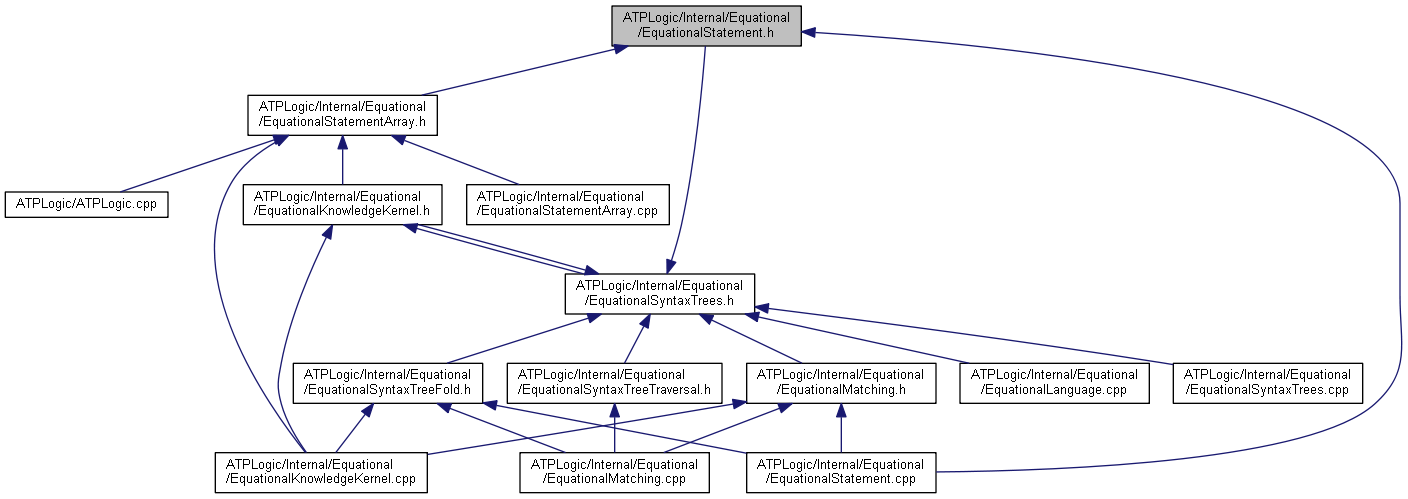 ATPLogic/Internal/Equational
/EquationalStatement.h
ATPLogic/Internal/Equational
/EquationalStatementArray.h
ATPLogic/ATPLogic.cpp
ATPLogic/Internal/Equational
/EquationalKnowledgeKernel.h
ATPLogic/Internal/Equational
/EquationalStatementArray.cpp
ATPLogic/Internal/Equational
/EquationalSyntaxTrees.h
ATPLogic/Internal/Equational
/EquationalSyntaxTreeFold.h
ATPLogic/Internal/Equational
/EquationalSyntaxTreeTraversal.h
ATPLogic/Internal/Equational
/EquationalMatching.h
ATPLogic/Internal/Equational
/EquationalLanguage.cpp
ATPLogic/Internal/Equational
/EquationalSyntaxTrees.cpp
ATPLogic/Internal/Equational
/EquationalKnowledgeKernel.cpp
ATPLogic/Internal/Equational
/EquationalMatching.cpp
ATPLogic/Internal/Equational
/EquationalStatement.cpp